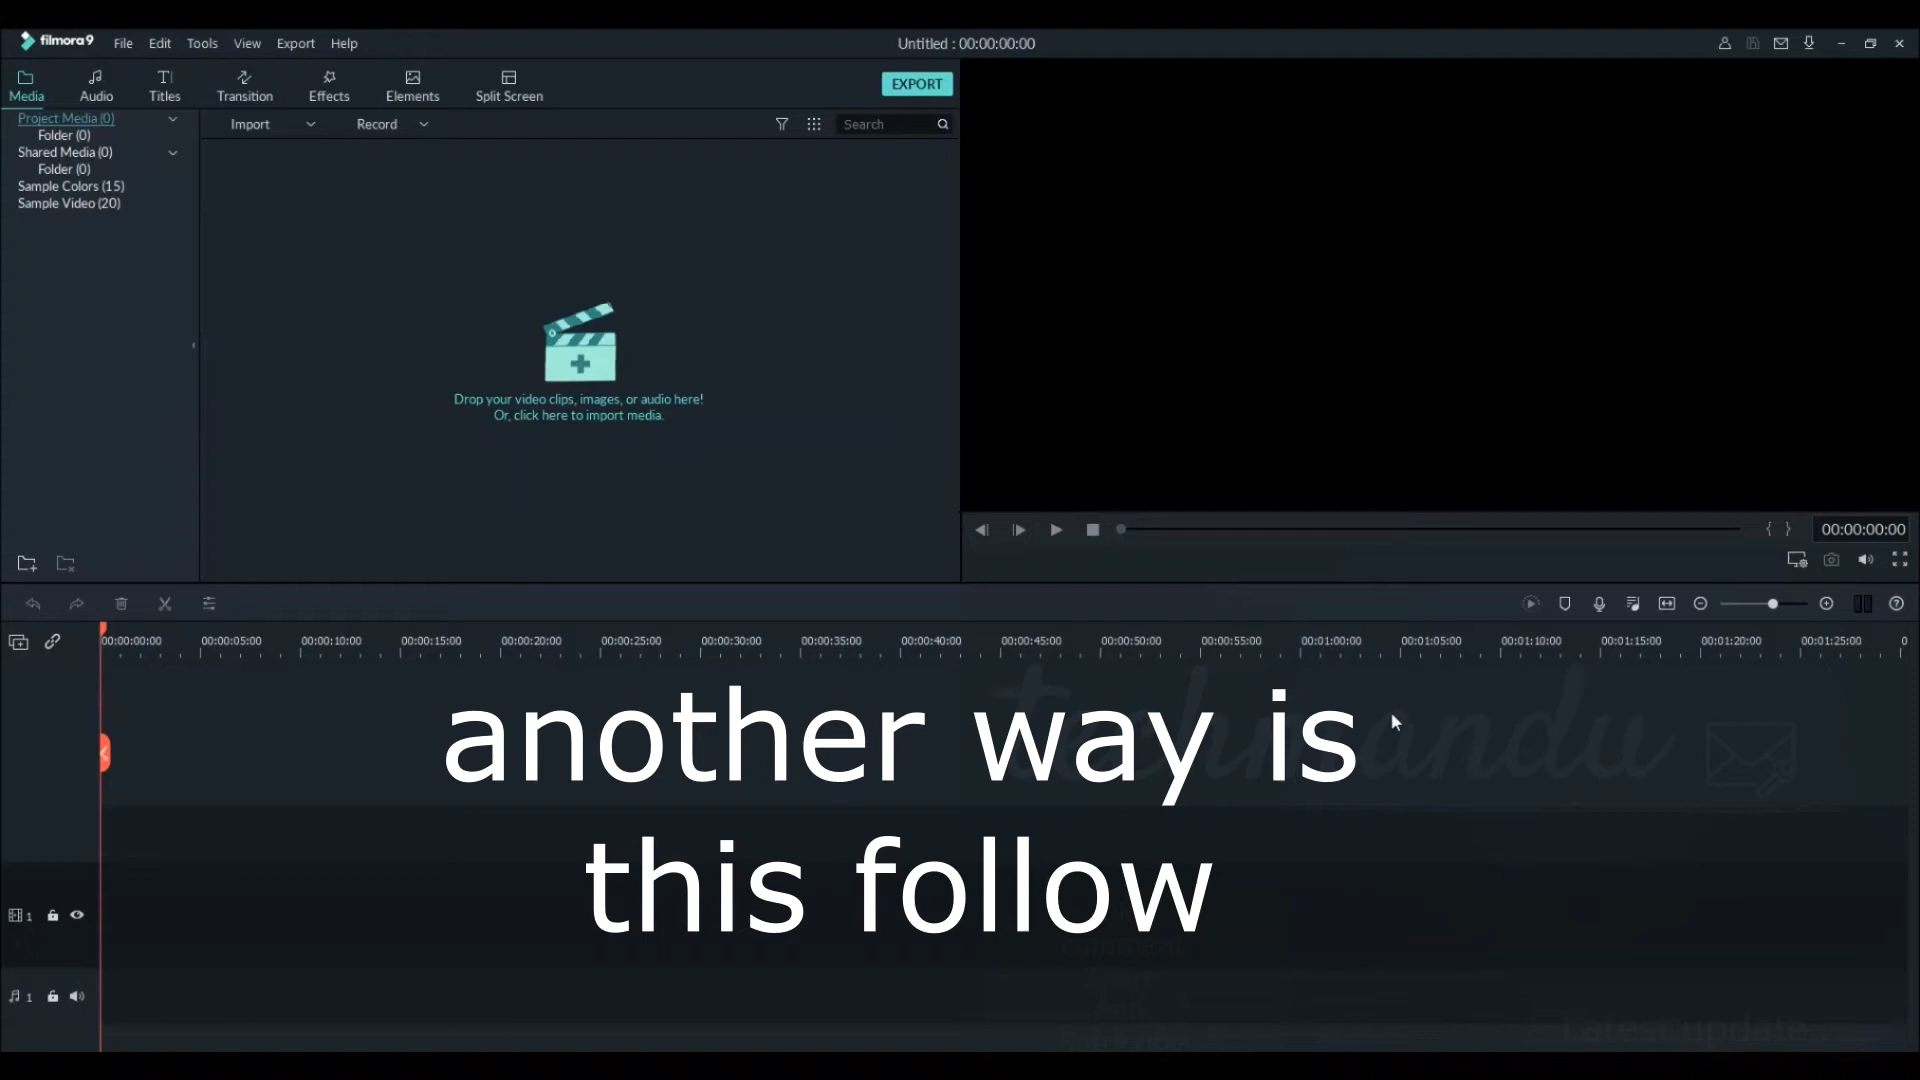 filmora9 File Edit Tools View Export Help Untitled : 00:00:00:00
Media Audio Titles Transition Effects Elements Split Screen EXPORT
Project Media (0) Import Record Search
Folder (0)
Shared Media (0)
Folder (0)
Sample Colors (15)
Sample Video (20)
Drop your video clips, images, or audio here!
Or, click here to import media.
00:00:00:00
00:00:00:00 00:00:05:00 00:00:10:00 00:00:15:00 00:00:20:00 00:00:25:00 00:00:30:00 00:00:35:00 00:00:40:00 00:00:45:00 00:00:50:00 00:00:55:00 00:01:00:00 00:01:05:00 00:01:10:00 00:01:15:00 00:01:20:00 00:01:25:00 0
techmandu
another way is
this follow
1
1
Latest update